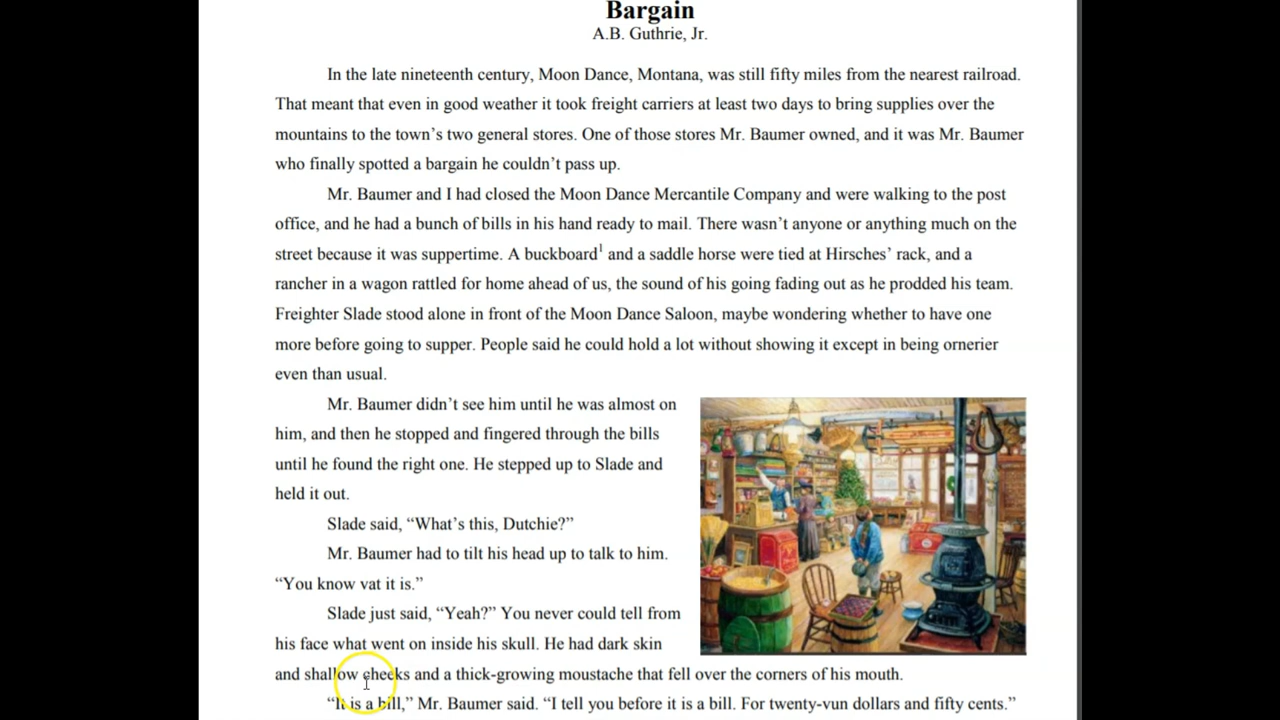 Bargain
A.B. Guthrie, Jr.
In the late nineteenth century, Moon Dance, Montana, was still fifty miles from the nearest railroad.
That meant that even in good weather it took freight carriers at least two days to bring supplies over the
mountains to the town’s two general stores. One of those stores Mr. Baumer owned, and it was Mr. Baumer
who finally spotted a bargain he couldn’t pass up.
Mr. Baumer and I had closed the Moon Dance Mercantile Company and were walking to the post
office, and he had a bunch of bills in his hand ready to mail. There wasn’t anyone or anything much on the
street because it was suppertime. A buckboard¹ and a saddle horse were tied at Hirsches’ rack, and a
rancher in a wagon rattled for home ahead of us, the sound of his going fading out as he prodded his team.
Freighter Slade stood alone in front of the Moon Dance Saloon, maybe wondering whether to have one
more before going to supper. People said he could hold a lot without showing it except in being ornerier
even than usual.
Mr. Baumer didn’t see him until he was almost on
him, and then he stopped and fingered through the bills
until he found the right one. He stepped up to Slade and
held it out.
Slade said, “What’s this, Dutchie?”
Mr. Baumer had to tilt his head up to talk to him.
“You know vat it is.”
Slade just said, “Yeah?” You never could tell from
his face what went on inside his skull. He had dark skin
and shallow cheeks and a thick-growing moustache that fell over the corners of his mouth.
“It is a bill,” Mr. Baumer said. “I tell you before it is a bill. For twenty-vun dollars and fifty cents.”